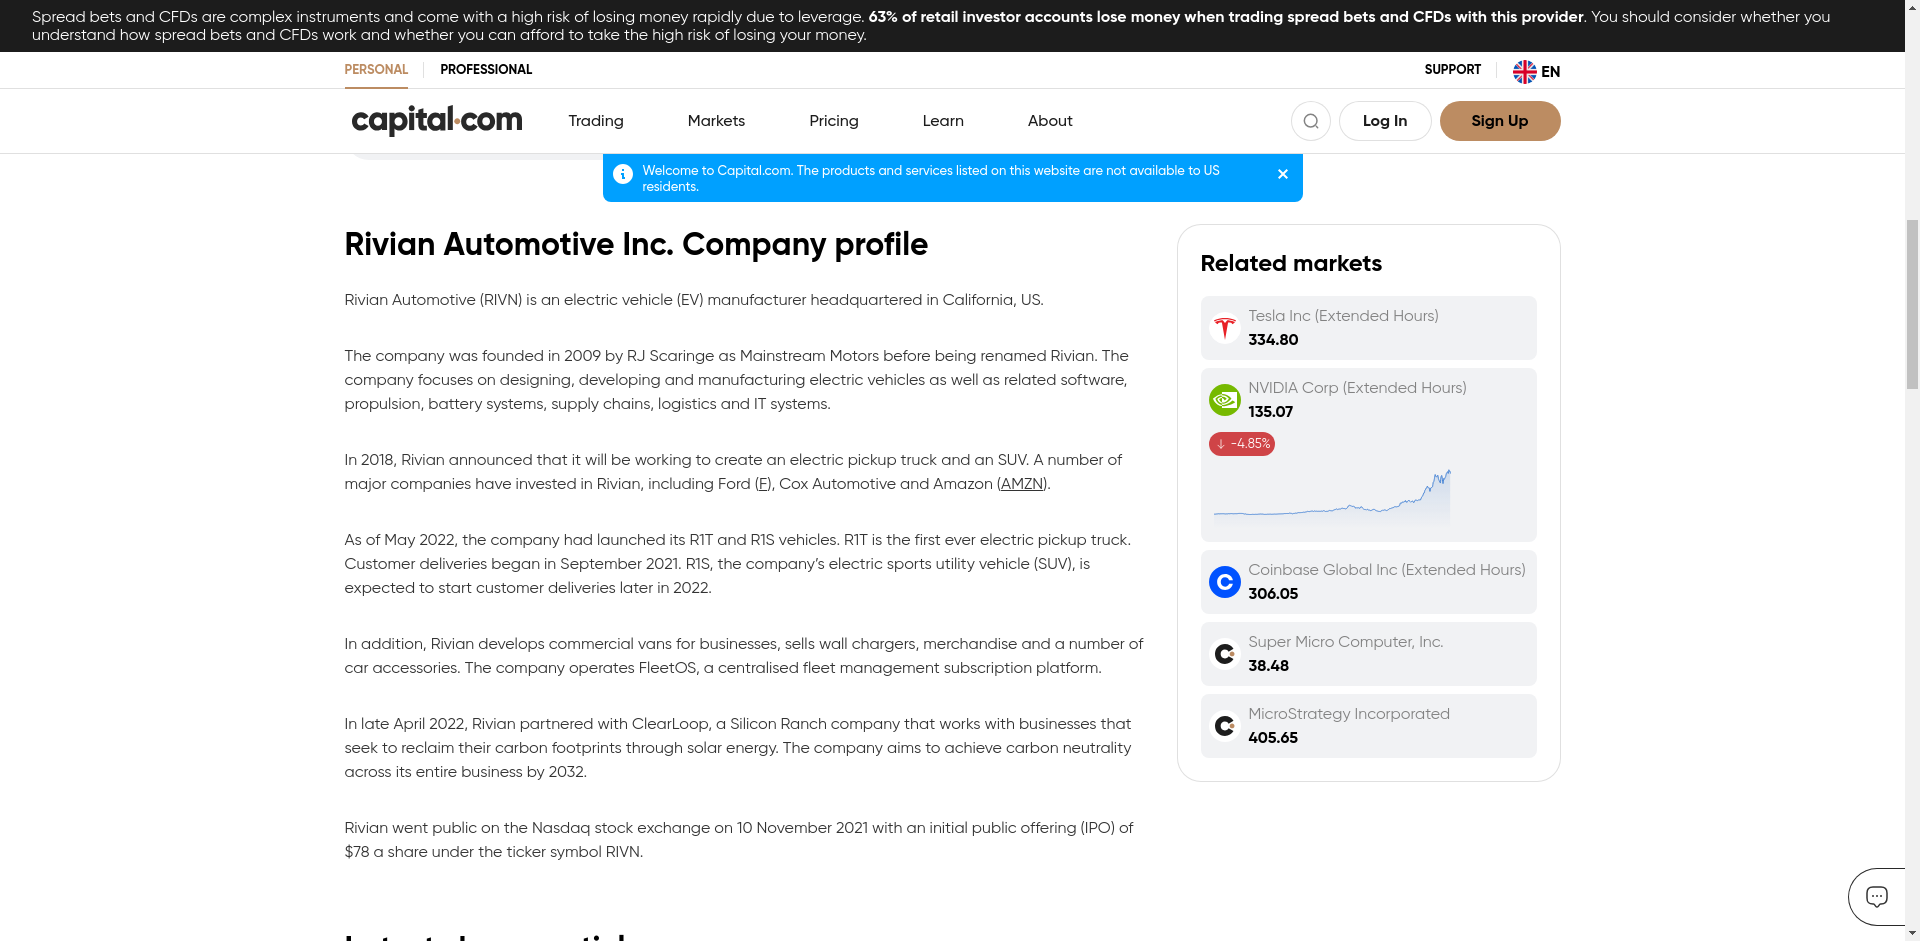 Spread bets and CFDs are complex instruments and come with a high risk of losing money rapidly due to leverage. 63% of retail investor accounts lose money when trading spread bets and CFDs with this provider. You should consider whether you
understand how spread bets and CFDs work and whether you can afford to take the high risk of losing your money.
PERSONAL
PROFESSIONAL
SUPPORT
EN
capital.com
Trading
Markets
Pricing
Learn
About
Log In
Sign Up
Welcome to Capital.com. The products and services listed on this website are not available to US
residents.
Rivian Automotive Inc. Company profile
Rivian Automotive (RIVN) is an electric vehicle (EV) manufacturer headquartered in California, US.
The company was founded in 2009 by RJ Scaringe as Mainstream Motors before being renamed Rivian. The
company focuses on designing, developing and manufacturing electric vehicles as well as related software,
propulsion, battery systems, supply chains, logistics and IT systems.
In 2018, Rivian announced that it will be working to create an electric pickup truck and an SUV. A number of
major companies have invested in Rivian, including Ford (F), Cox Automotive and Amazon (AMZN).
As of May 2022, the company had launched its R1T and R1S vehicles. R1T is the first ever electric pickup truck.
Customer deliveries began in September 2021. R1S, the company’s electric sports utility vehicle (SUV), is
expected to start customer deliveries later in 2022.
In addition, Rivian develops commercial vans for businesses, sells wall chargers, merchandise and a number of
car accessories. The company operates FleetOS, a centralised fleet management subscription platform.
In late April 2022, Rivian partnered with ClearLoop, a Silicon Ranch company that works with businesses that
seek to reclaim their carbon footprints through solar energy. The company aims to achieve carbon neutrality
across its entire business by 2032.
Rivian went public on the Nasdaq stock exchange on 10 November 2021 with an initial public offering (IPO) of
$78 a share under the ticker symbol RIVN.
Related markets
Tesla Inc (Extended Hours)
334.80
NVIDIA Corp (Extended Hours)
135.07
-4.85%
Coinbase Global Inc (Extended Hours)
306.05
Super Micro Computer, Inc.
38.48
MicroStrategy Incorporated
405.65